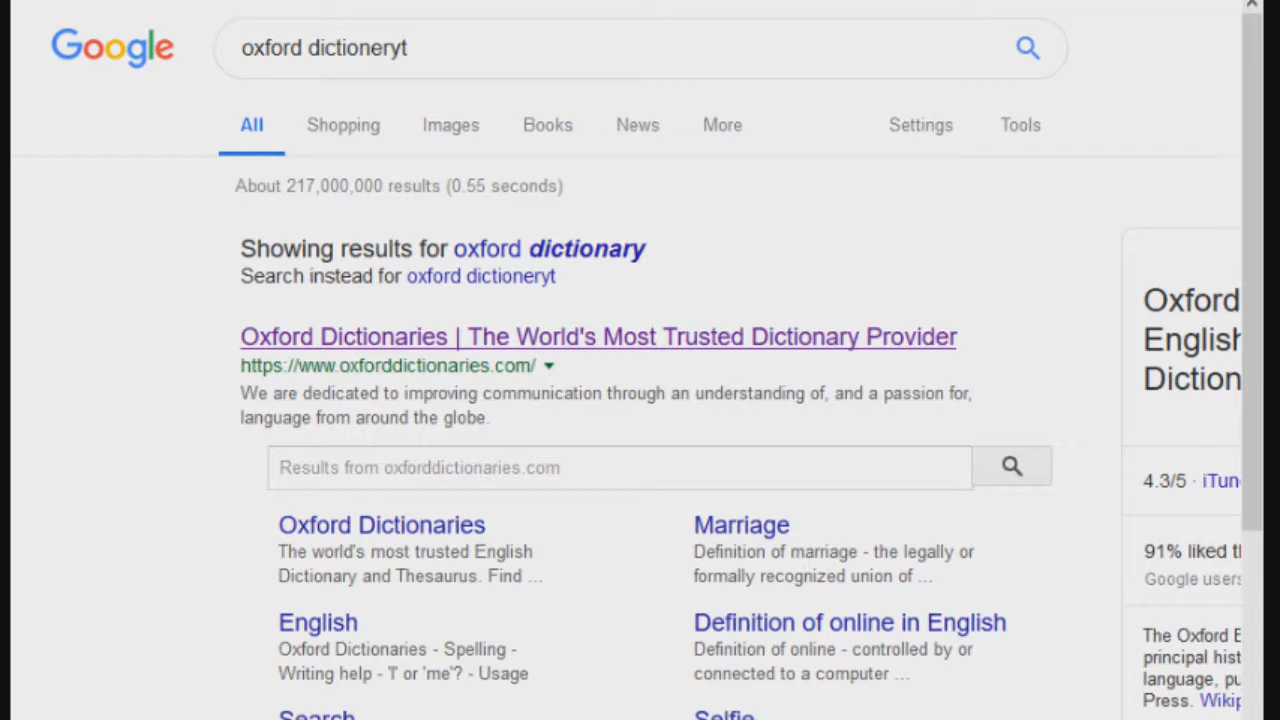 Google
oxford dictioneryt
All Shopping Images Books News More Settings Tools
About 217,000,000 results (0.55 seconds)
Showing results for oxford dictionary
Search instead for oxford dictioneryt
Oxford Dictionaries | The World's Most Trusted Dictionary Provider
https://www.oxforddictionaries.com/
We are dedicated to improving communication through an understanding of, and a passion for,
language from around the globe.
Results from oxforddictionaries.com
Oxford Dictionaries
The world's most trusted English
Dictionary and Thesaurus. Find ...
Marriage
Definition of marriage - the legally or
formally recognized union of ...
English
Oxford Dictionaries - Spelling -
Writing help - 'I' or 'me'? - Usage
Definition of online in English
Definition of online - controlled by or
connected to a computer ...
Search
Selfie
Oxford
English
Diction
4.3/5 · iTun
91% liked t
Google users
The Oxford E
principal hist
language, pu
Press. Wikip